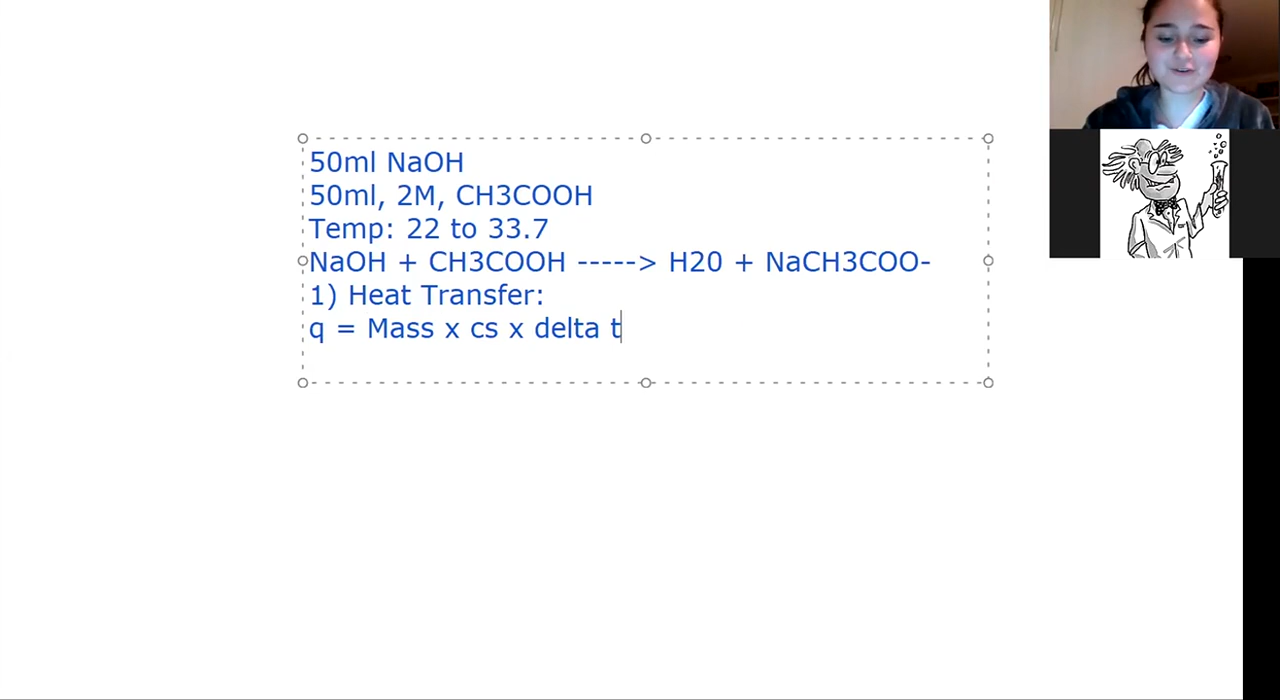 50ml NaOH
50ml, 2M, CH3COOH
Temp: 22 to 33.7
NaOH + CH3COOH -----> H20 + NaCH3COO-
1) Heat Transfer:
q = Mass x cs x delta t